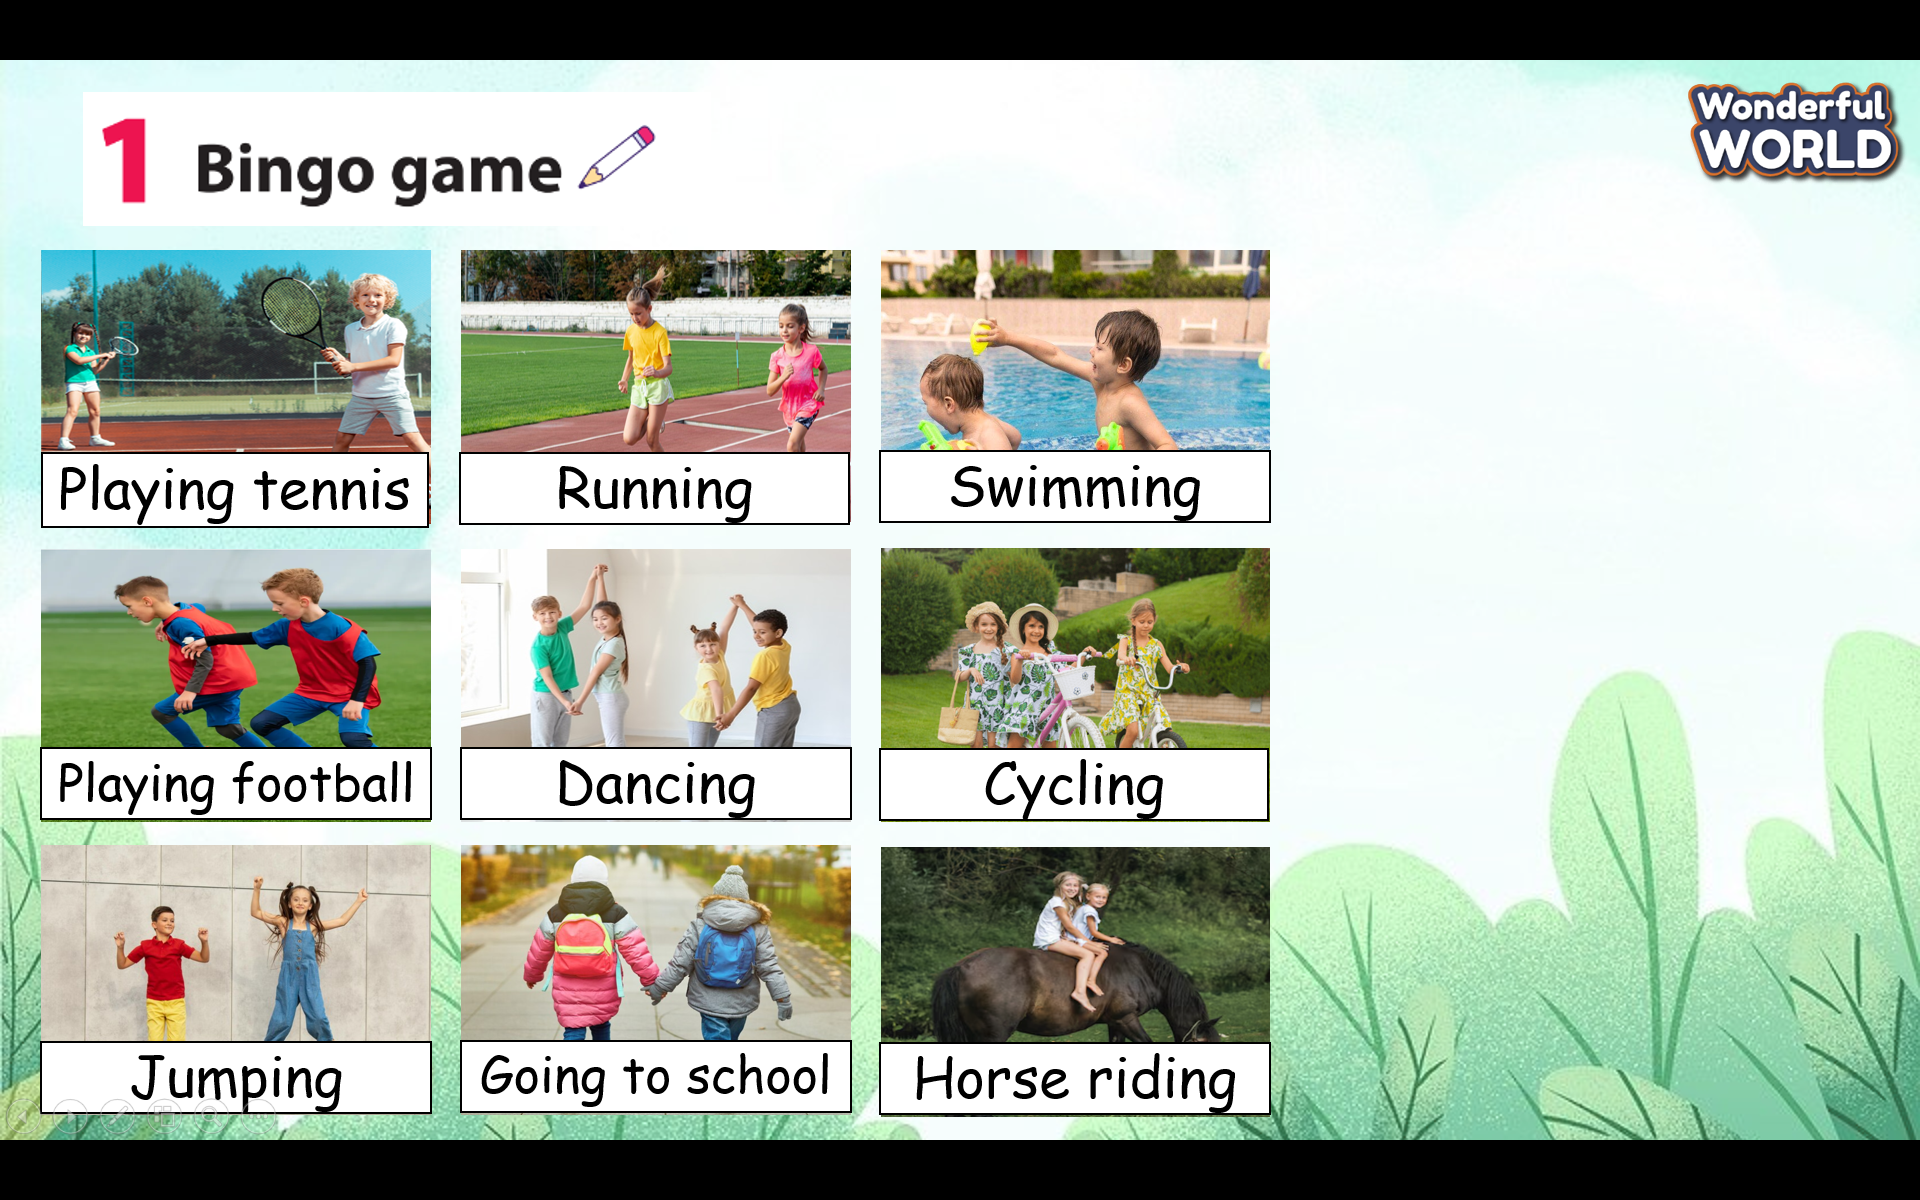 1 Bingo game
Wonderful
WORLD
Playing tennis
Running
Swimming
Playing football
Dancing
Cycling
Jumping
Going to school
Horse riding